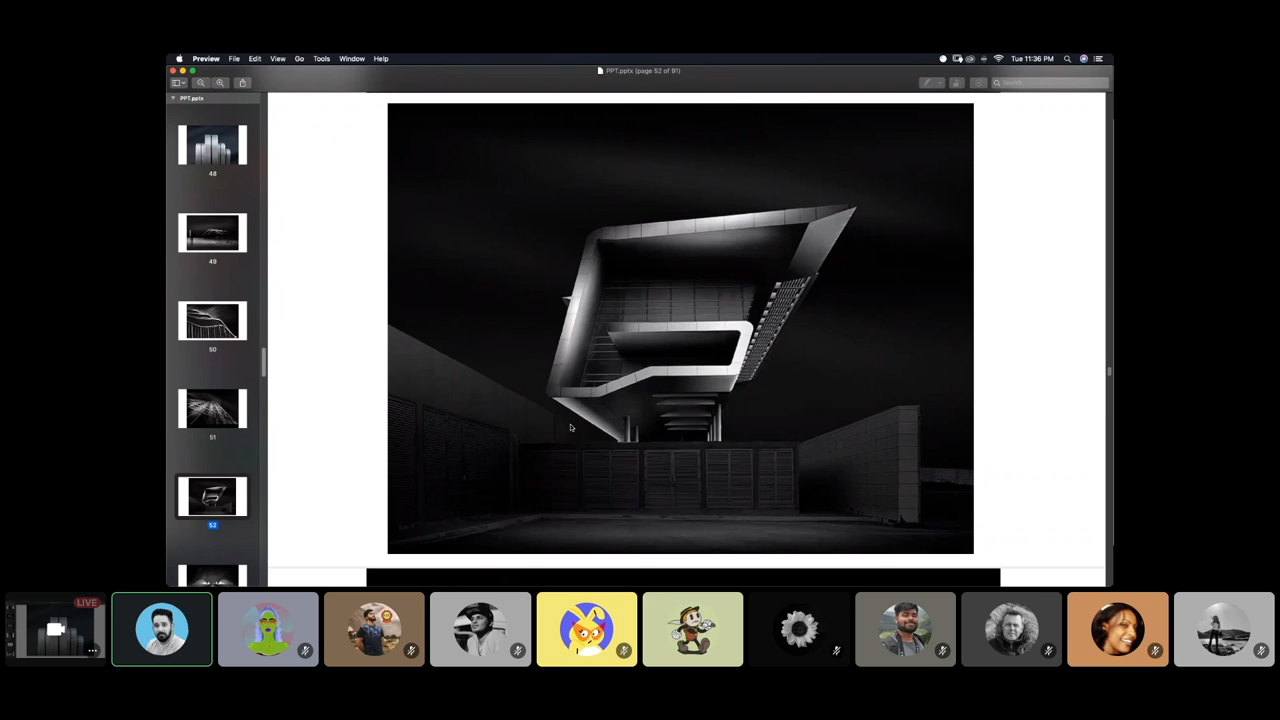 Preview File Edit View Go Tools Window Help
Tue 11:36 PM
PPT.pptx (page 52 of 91)
Search
PPT.pptx
48
49
50
51
52
LIVE